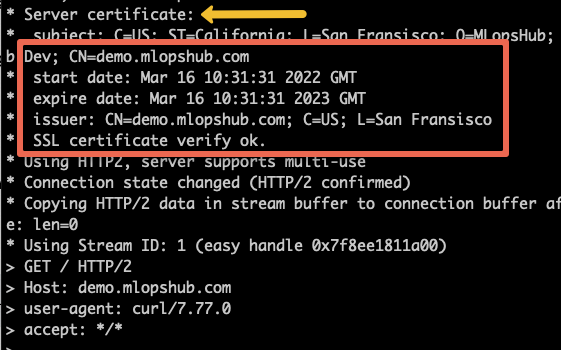 * Server certificate:
*  subject: C=US; ST=California; L=San Fransisco; O=MLopsHub;
b Dev; CN=demo.mlopshub.com
*  start date: Mar 16 10:31:31 2022 GMT
*  expire date: Mar 16 10:31:31 2023 GMT
*  issuer: CN=demo.mlopshub.com; C=US; L=San Fransisco
*  SSL certificate verify ok.
* Using HTTP2, server supports multi-use
* Connection state changed (HTTP/2 confirmed)
* Copying HTTP/2 data in stream buffer to connection buffer af
e: len=0
* Using Stream ID: 1 (easy handle 0x7f8ee1811a00)
> GET / HTTP/2
> Host: demo.mlopshub.com
> user-agent: curl/7.77.0
> accept: */*
>